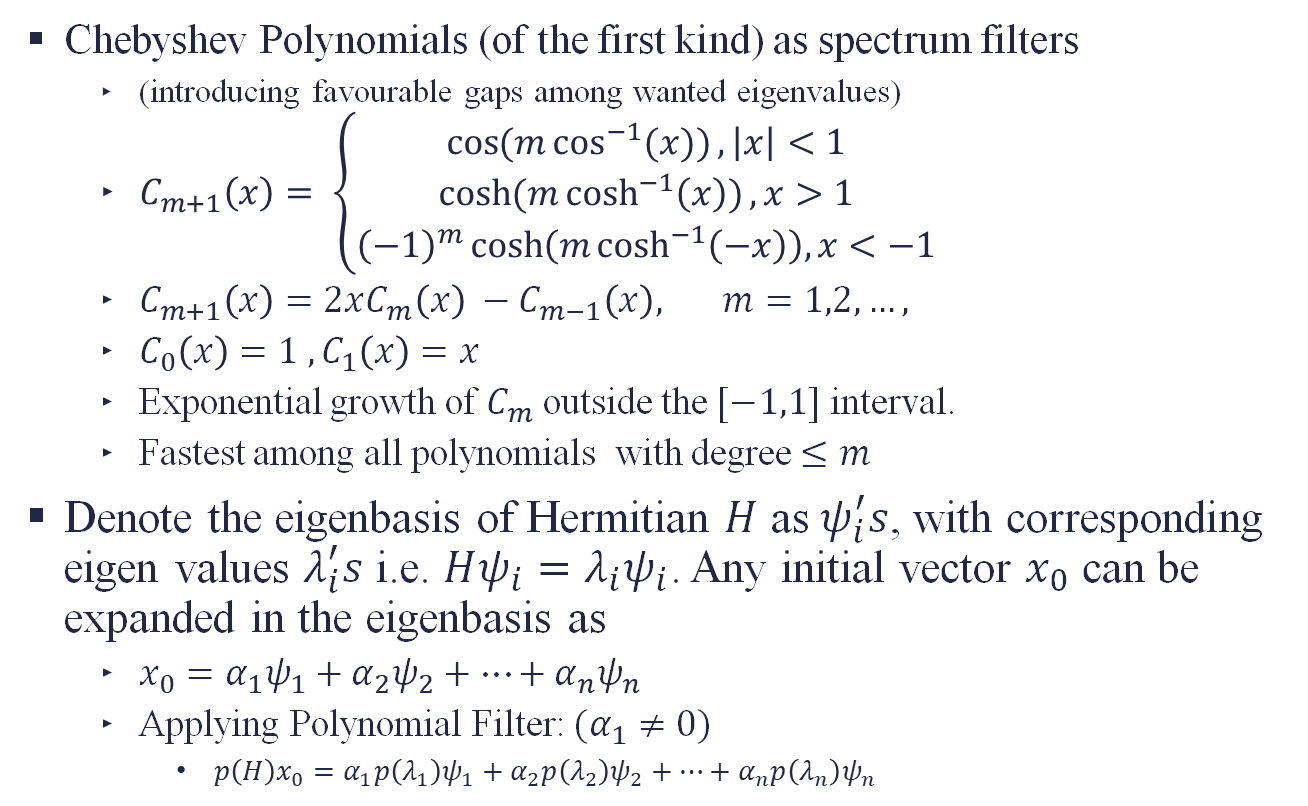 ▪ Chebyshev Polynomials (of the first kind) as spectrum filters
‣ (introducing favourable gaps among wanted eigenvalues)
cos(m cos⁻¹(x)) , |x| < 1
‣ Cₘ₊₁(x) = { cosh(m cosh⁻¹(x)) , x > 1
(−1)ᵐ cosh(m cosh⁻¹(−x)), x < −1
‣ Cₘ₊₁(x) = 2xCₘ(x) − Cₘ₋₁(x), m = 1,2, … ,
‣ C₀(x) = 1 , C₁(x) = x
‣ Exponential growth of Cₘ outside the [−1,1] interval.
‣ Fastest among all polynomials with degree ≤ m
▪ Denote the eigenbasis of Hermitian H as ψᵢ′s, with corresponding
eigen values λᵢ′s i.e. Hψᵢ = λᵢψᵢ. Any initial vector x₀ can be
expanded in the eigenbasis as
‣ x₀ = α₁ψ₁ + α₂ψ₂ + ⋯ + αₙψₙ
‣ Applying Polynomial Filter: (α₁ ≠ 0)
• p(H)x₀ = α₁p(λ₁)ψ₁ + α₂p(λ₂)ψ₂ + ⋯ + αₙp(λₙ)ψₙ